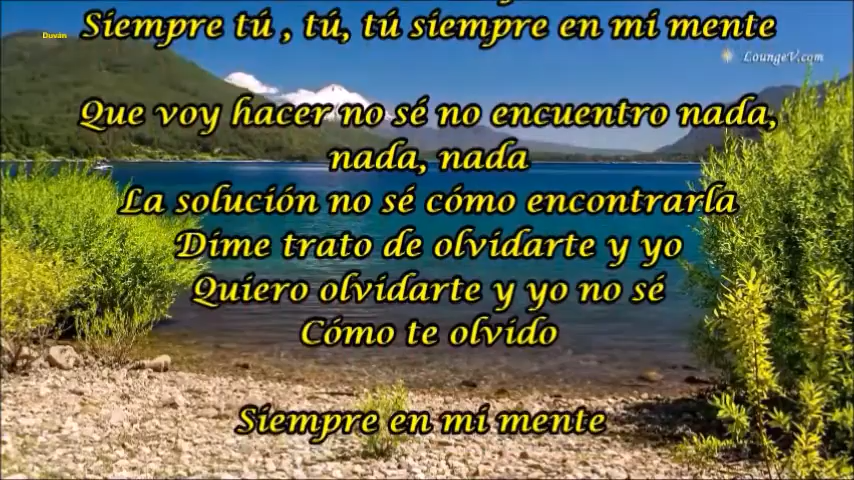 Siempre tú , tú, tú siempre en mi mente
Duván
LoungeV.com
Que voy hacer no sé no encuentro nada,
nada, nada
La solución no sé cómo encontrarla
Dime trato de olvidarte y yo
Quiero olvidarte y yo no sé
Cómo te olvido
Siempre en mi mente